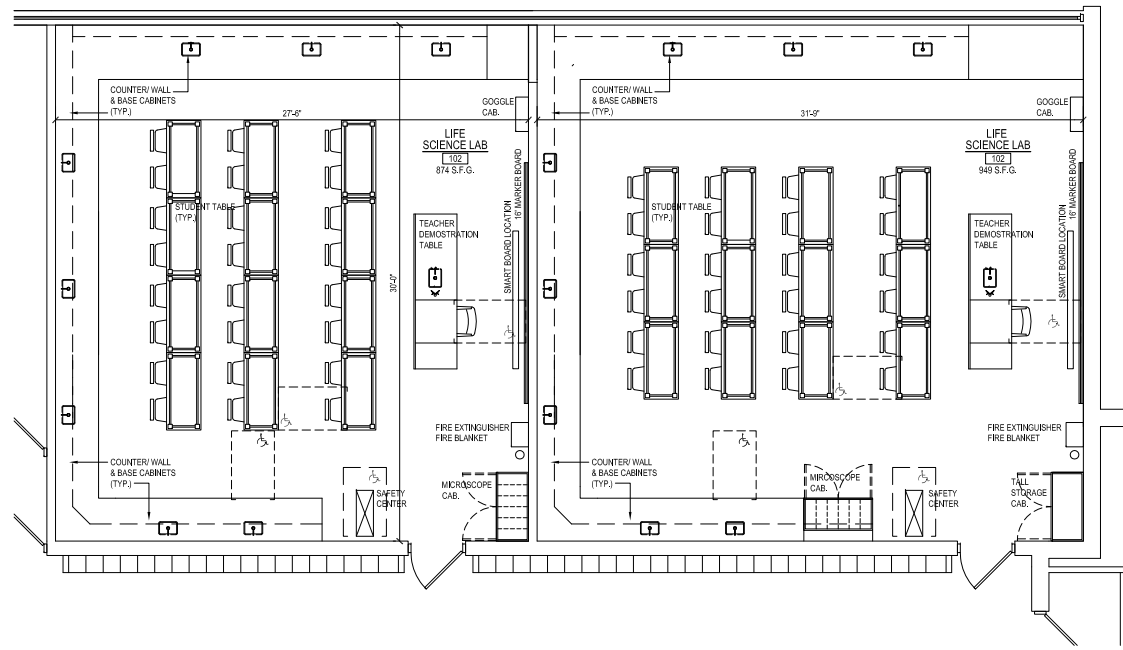 COUNTER/ WALL
& BASE CABINETS
(TYP.)
27'-6"
GOGGLE
CAB.
LIFE
SCIENCE LAB
102
874 S.F.G.
STUDENT TABLE
(TYP.)
30'-0"
TEACHER
DEMOSTRATION
TABLE
SMART BOARD LOCATION
16' MARKER BOARD
FIRE EXTINGUISHER
FIRE BLANKET
COUNTER/ WALL
& BASE CABINETS
(TYP.)
SAFETY
CENTER
MICROSCOPE
CAB.
COUNTER/ WALL
& BASE CABINETS
(TYP.)
31'-9"
GOGGLE
CAB.
LIFE
SCIENCE LAB
102
949 S.F.G.
STUDENT TABLE
(TYP.)
TEACHER
DEMOSTRATION
TABLE
SMART BOARD LOCATION
16' MARKER BOARD
FIRE EXTINGUISHER
FIRE BLANKET
COUNTER/ WALL
& BASE CABINETS
(TYP.)
MIRCOSCOPE
CAB.
SAFETY
CENTER
TALL
STORAGE
CAB.